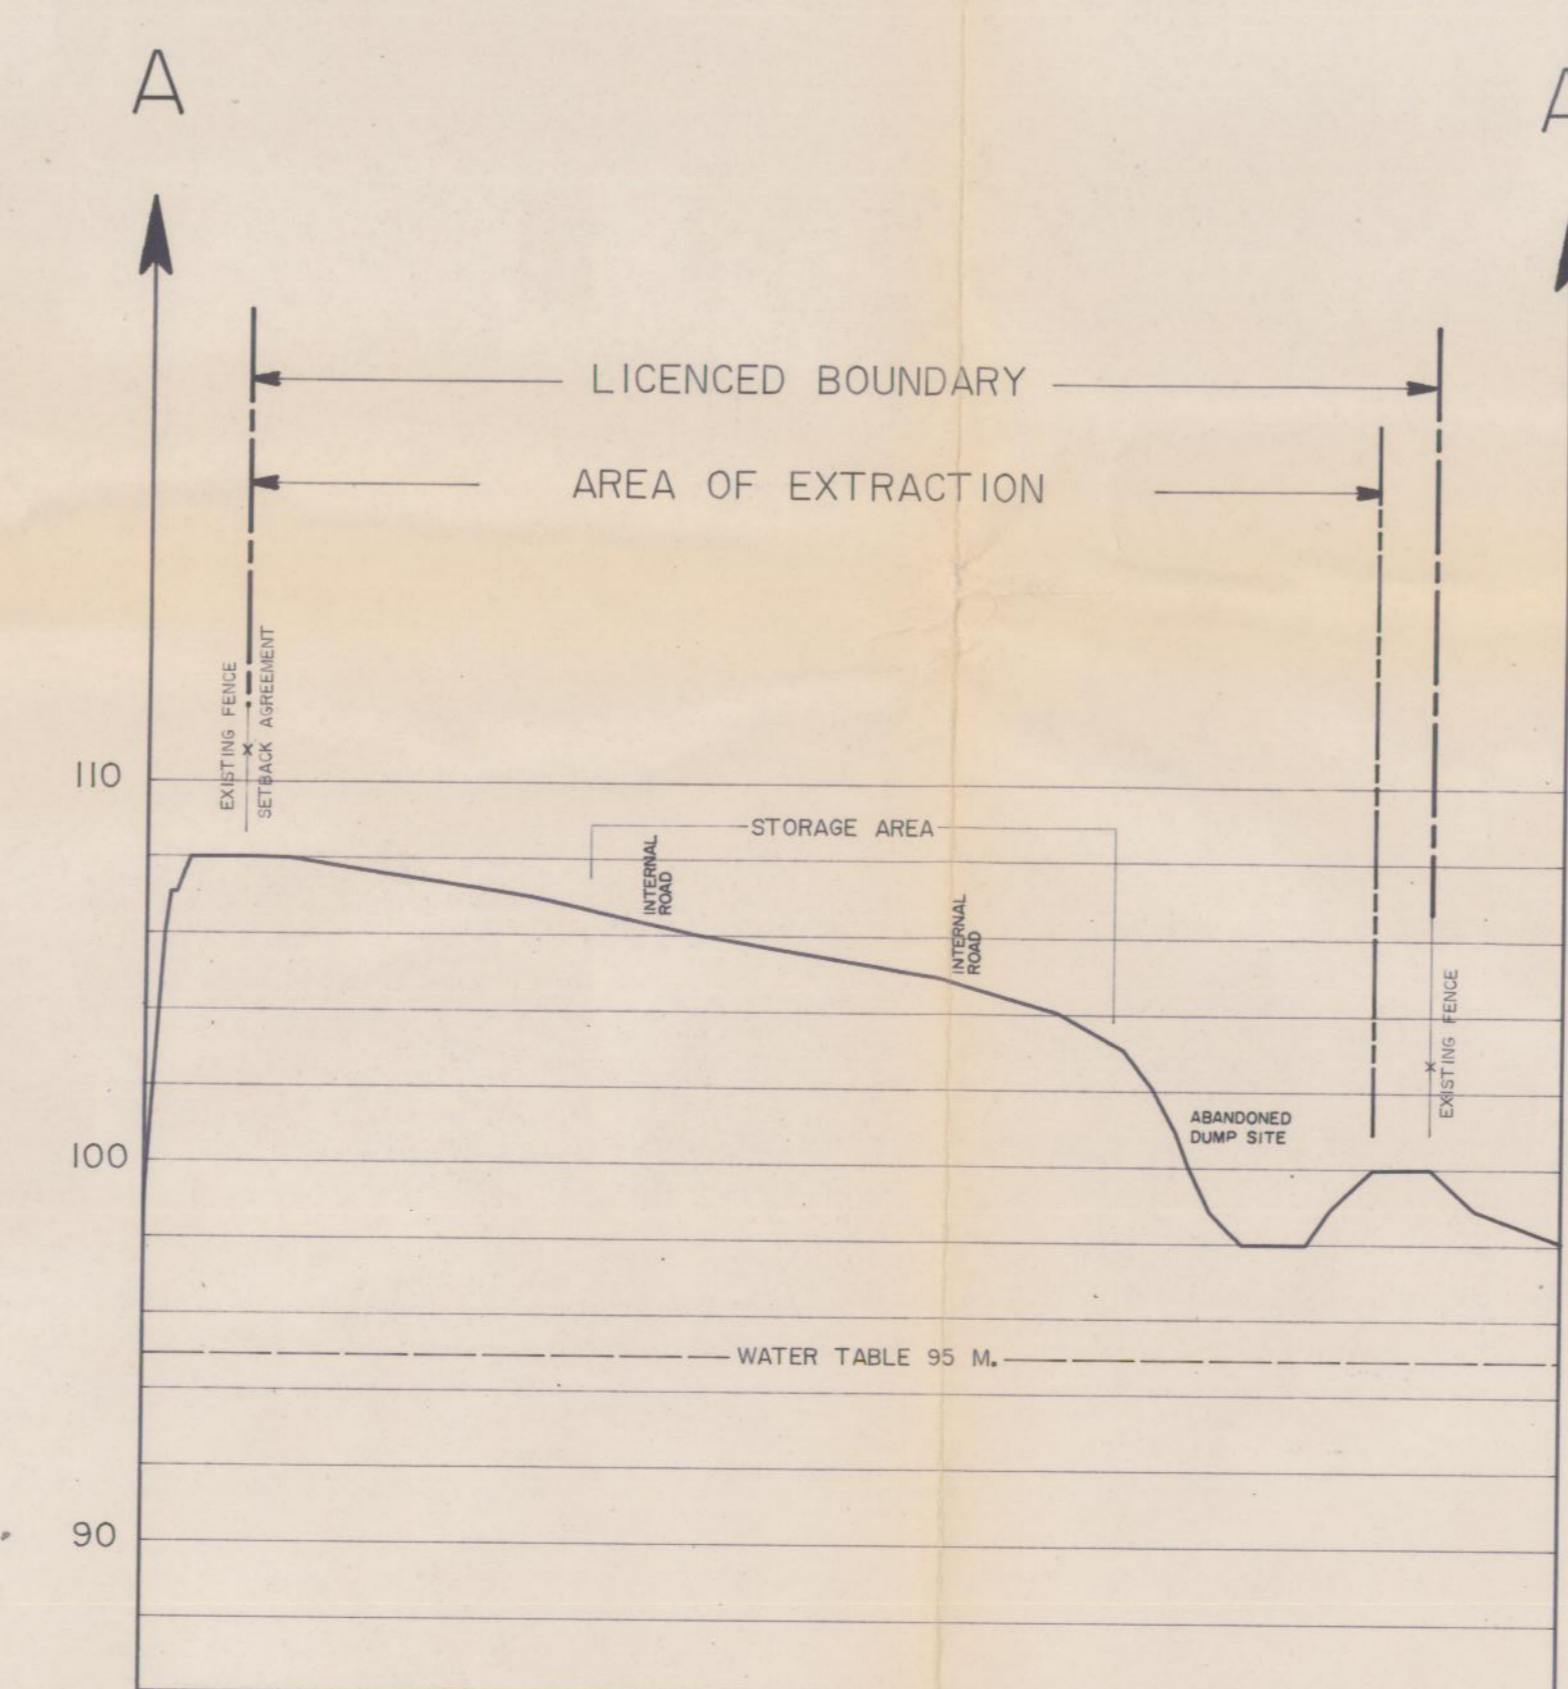 A
A
LICENCED BOUNDARY
AREA OF EXTRACTION
EXISTING FENCE
SETBACK AGREEMENT
110
STORAGE AREA
INTERNAL
ROAD
INTERNAL
ROAD
EXISTING FENCE
ABANDONED
DUMP SITE
100
WATER TABLE 95 M.
90